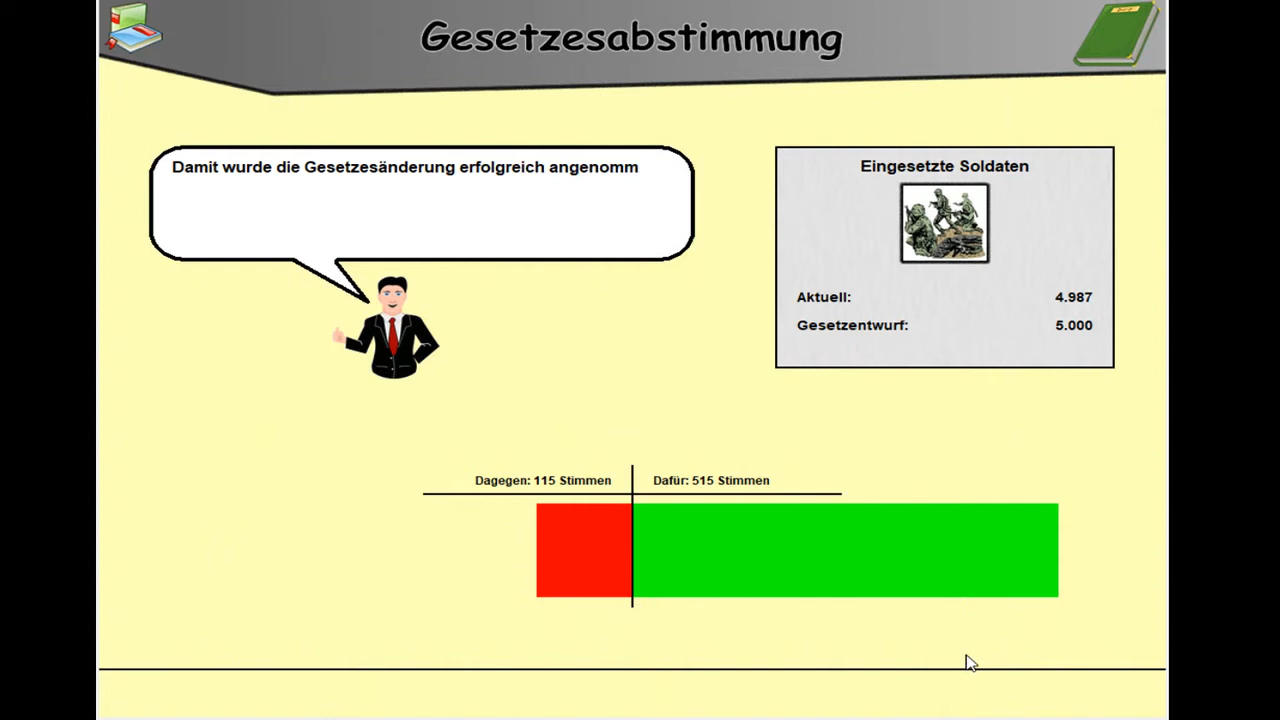 Gesetzesabstimmung
Damit wurde die Gesetzesänderung erfolgreich angenomm
Eingesetzte Soldaten
Aktuell: 4.987
Gesetzentwurf: 5.000
Dagegen: 115 Stimmen
Dafür: 515 Stimmen